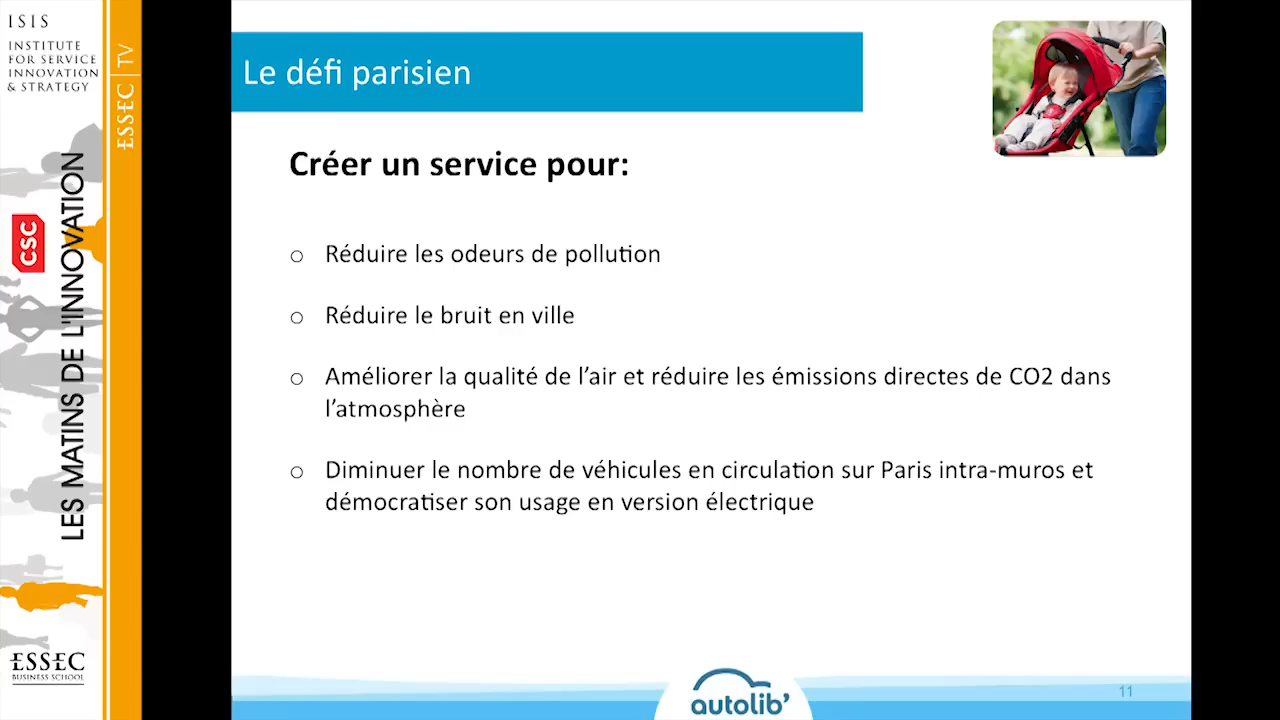 ISIS
INSTITUTE
FOR SERVICE
INNOVATION
& STRATEGY
ESSEC | TV
CSC
LES MATINS DE L'INNOVATION
ESSEC
BUSINESS SCHOOL
Le défi parisien
Créer un service pour:
o Réduire les odeurs de pollution
o Réduire le bruit en ville
o Améliorer la qualité de l’air et réduire les émissions directes de CO2 dans
l’atmosphère
o Diminuer le nombre de véhicules en circulation sur Paris intra-muros et
démocratiser son usage en version électrique
autolib’
11